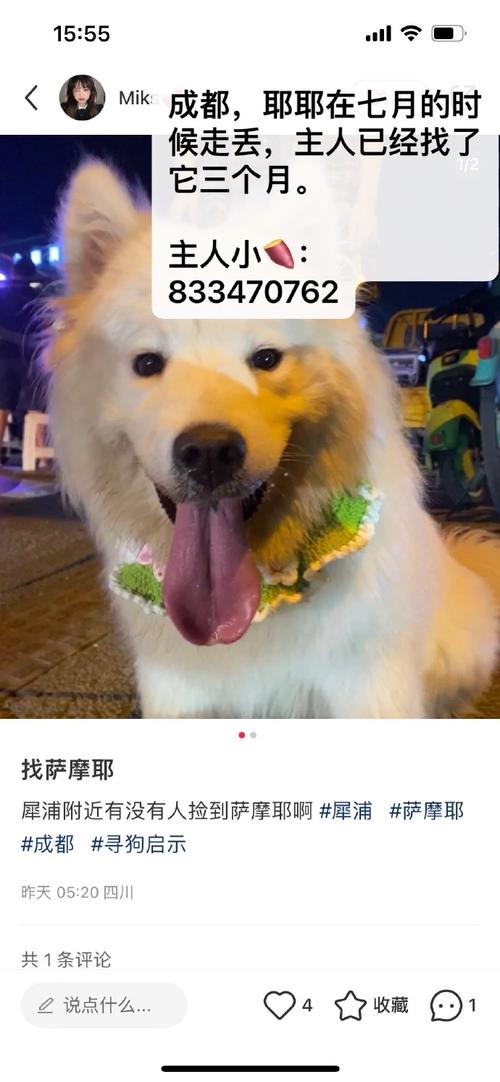 15:55
Miks
成都，耶耶在七月的时
候走丢，主人已经找了
它三个月。
1/2
主人小🍠：
833470762
找萨摩耶
犀浦附近有没有人捡到萨摩耶啊 #犀浦 #萨摩耶
#成都 #寻狗启示
昨天 05:20 四川
共 1 条评论
说点什么... 4 收藏 1